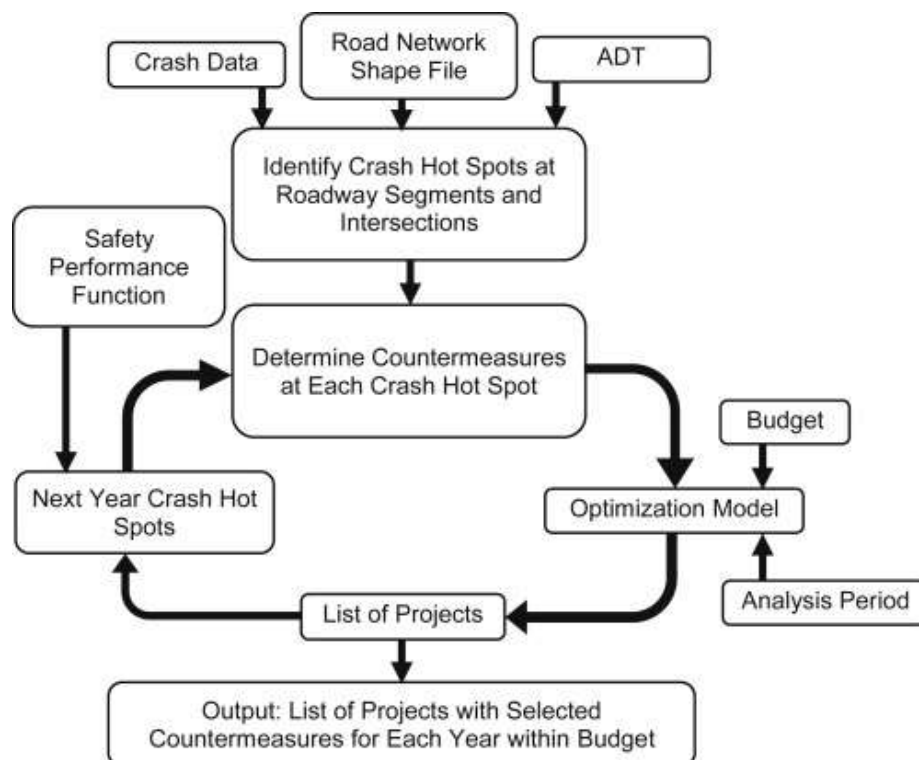 Crash Data
Road Network
Shape File
ADT
Identify Crash Hot Spots at
Roadway Segments and
Intersections
Safety
Performance
Function
Determine Countermeasures
at Each Crash Hot Spot
Budget
Next Year Crash Hot
Spots
Optimization Model
List of Projects
Analysis Period
Output: List of Projects with Selected
Countermeasures for Each Year within Budget